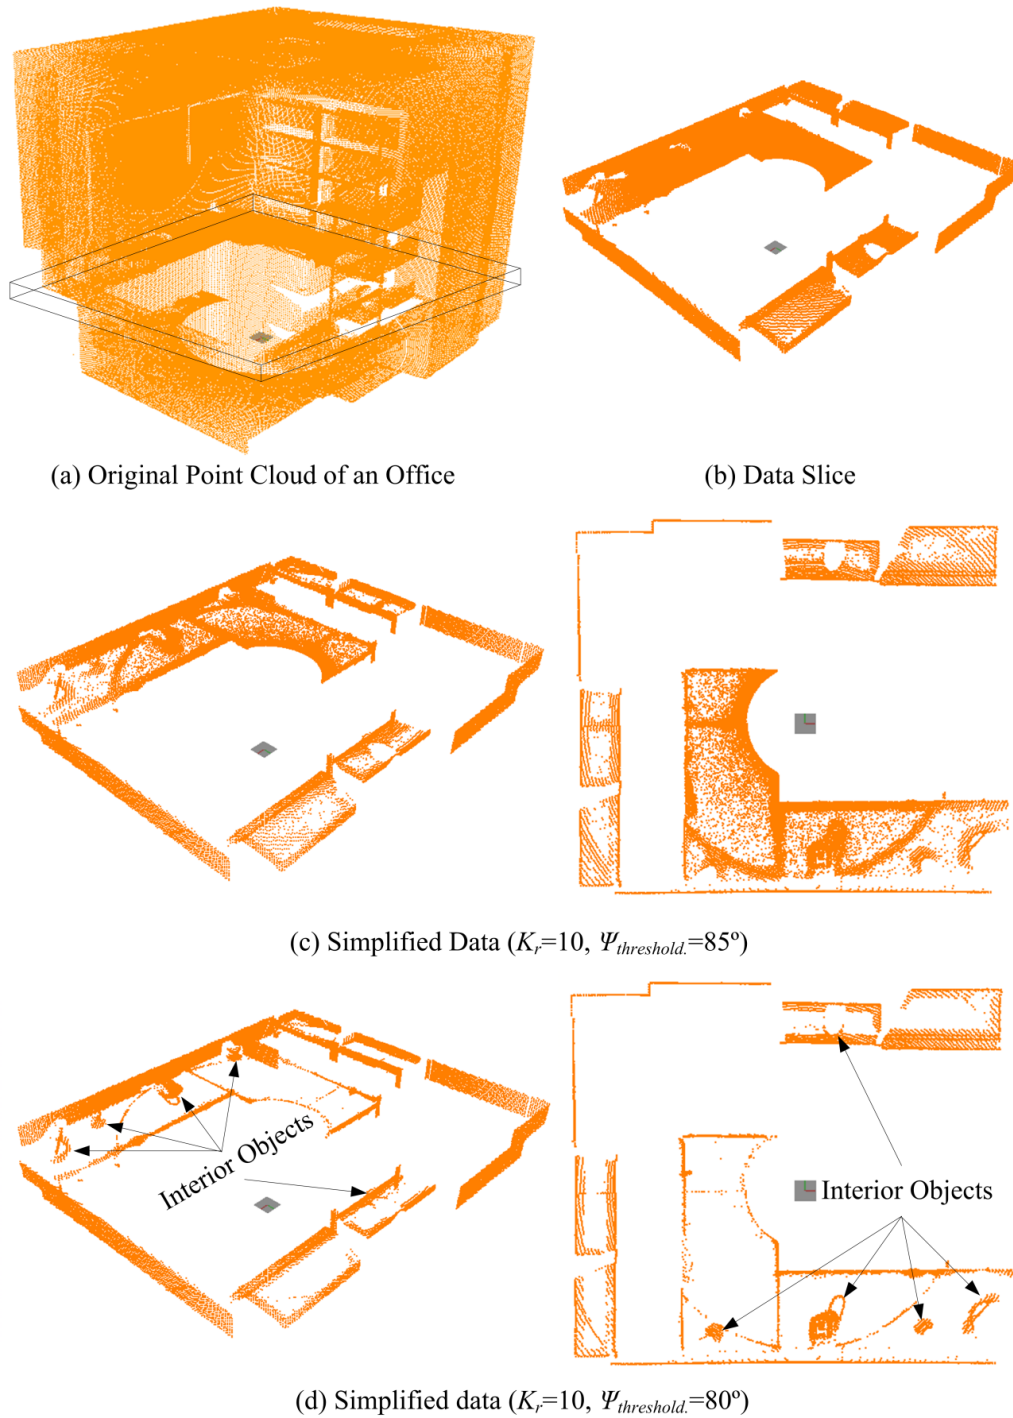 (a) Original Point Cloud of an Office
(b) Data Slice
(c) Simplified Data (Kr=10, Ψthreshold.=85º)
Interior Objects
Interior Objects
(d) Simplified data (Kr=10, Ψthreshold.=80º)